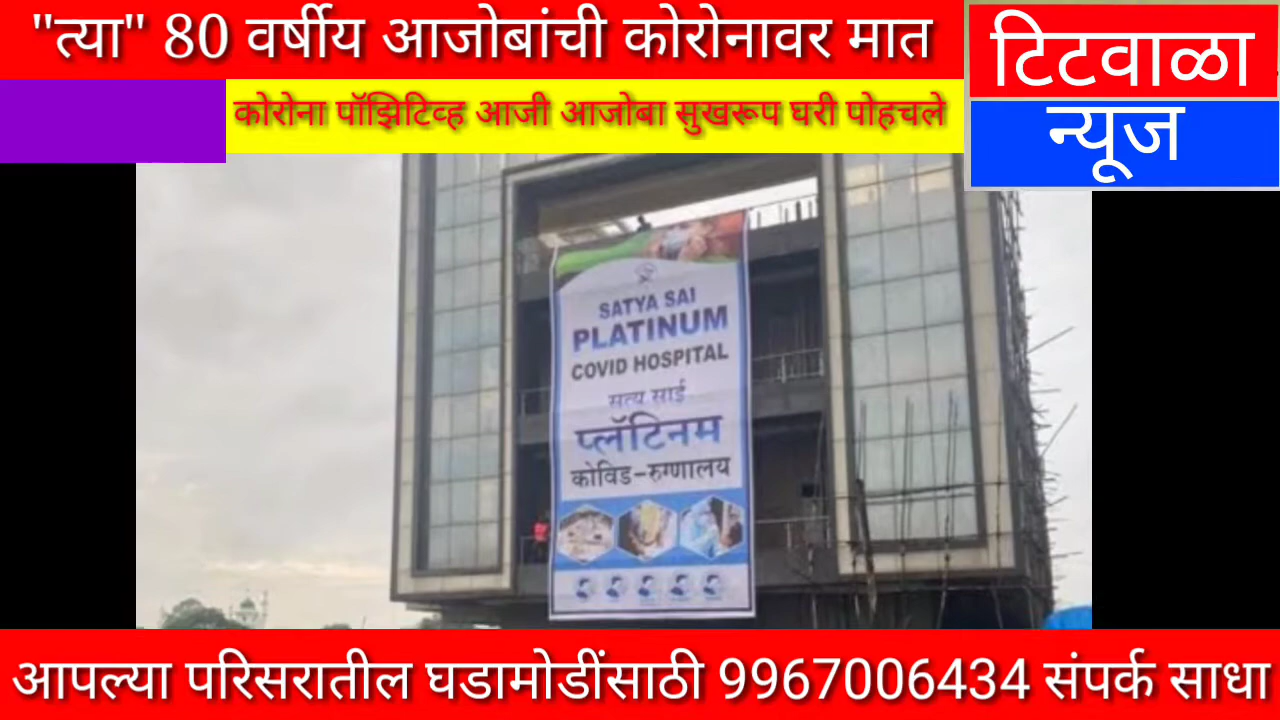 "त्या" 80 वर्षीय आजोबांची कोरोनावर मात
टिटवाळा
न्यूज
कोरोना पॉझिटिव्ह आजी आजोबा सुखरूप घरी पोहचले
SATYA SAI
PLATINUM
COVID HOSPITAL
सत्य साई
प्लॅटिनम
कोविड-रुग्णालय
आपल्या परिसरातील घडामोडींसाठी 9967006434 संपर्क साधा